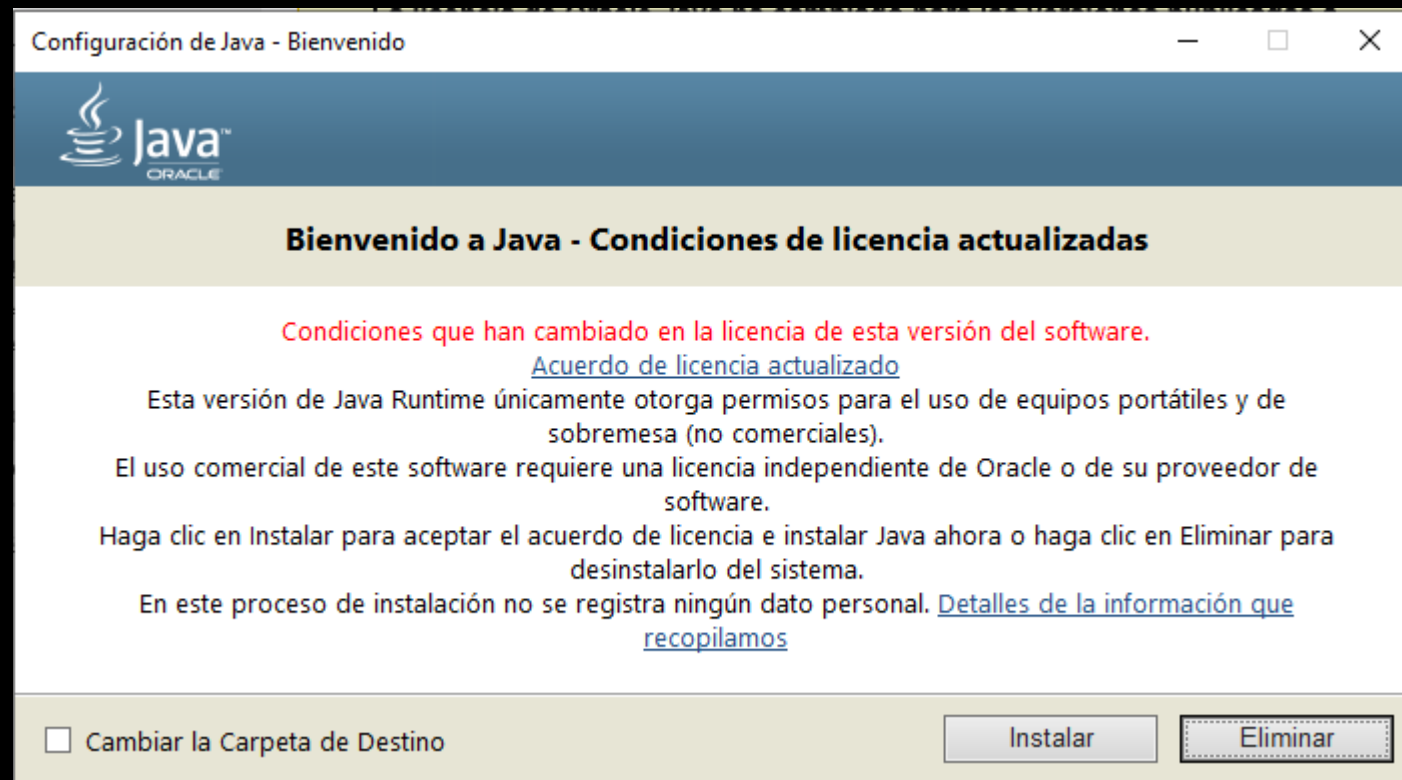 Configuración de Java - Bienvenido
Java™
ORACLE
Bienvenido a Java - Condiciones de licencia actualizadas
Condiciones que han cambiado en la licencia de esta versión del software.
Acuerdo de licencia actualizado
Esta versión de Java Runtime únicamente otorga permisos para el uso de equipos portátiles y de
sobremesa (no comerciales).
El uso comercial de este software requiere una licencia independiente de Oracle o de su proveedor de
software.
Haga clic en Instalar para aceptar el acuerdo de licencia e instalar Java ahora o haga clic en Eliminar para
desinstalarlo del sistema.
En este proceso de instalación no se registra ningún dato personal. Detalles de la información que
recopilamos
Cambiar la Carpeta de Destino
Instalar
Eliminar